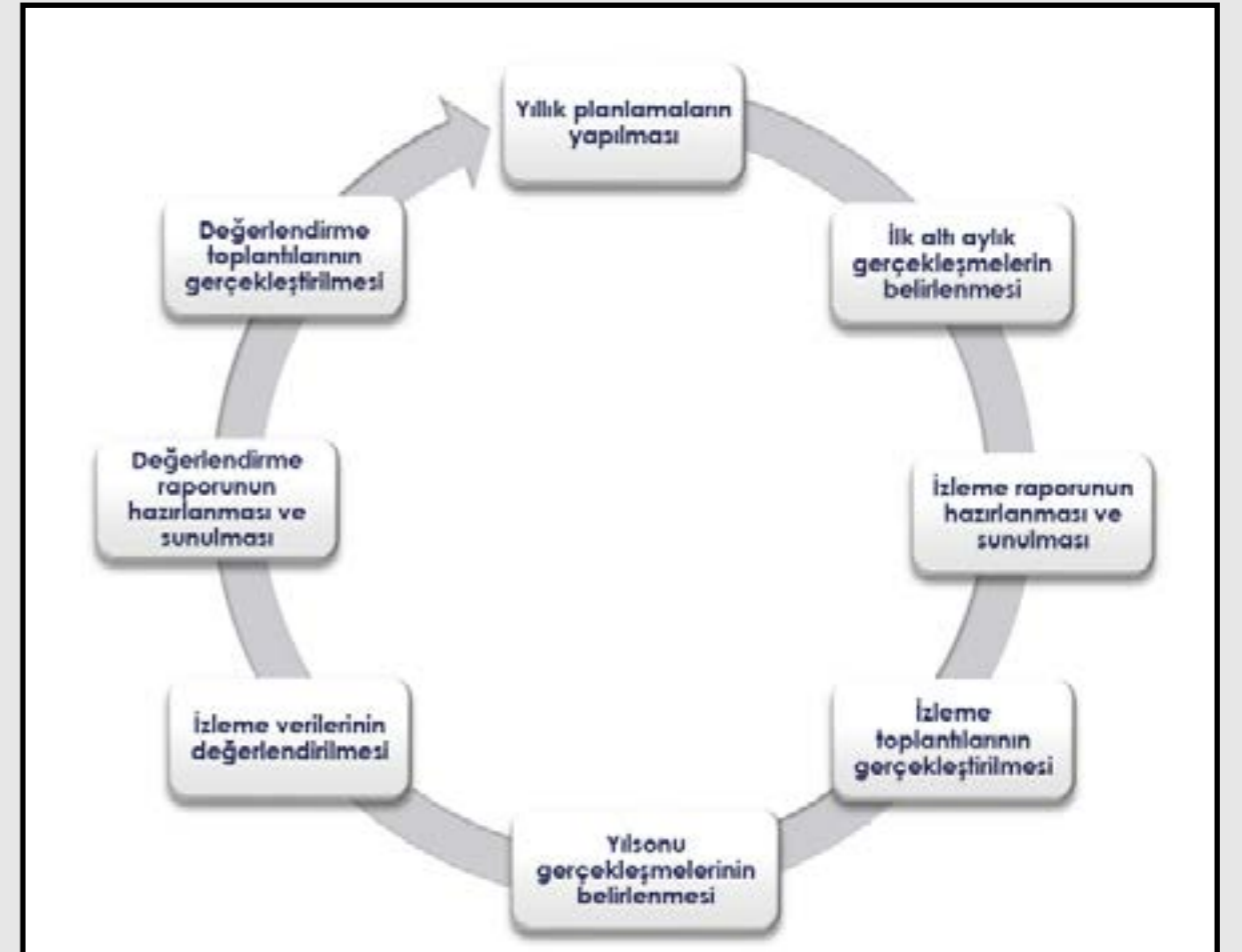 Yıllık planlamaların
yapılması
İlk altı aylık
gerçekleşmelerin
belirlenmesi
İzleme raporunun
hazırlanması ve
sunulması
İzleme
toplantılarının
gerçekleştirilmesi
Yılsonu
gerçekleşmelerinin
belirlenmesi
İzleme verilerinin
değerlendirilmesi
Değerlendirme
raporunun
hazırlanması ve
sunulması
Değerlendirme
toplantılarının
gerçekleştirilmesi